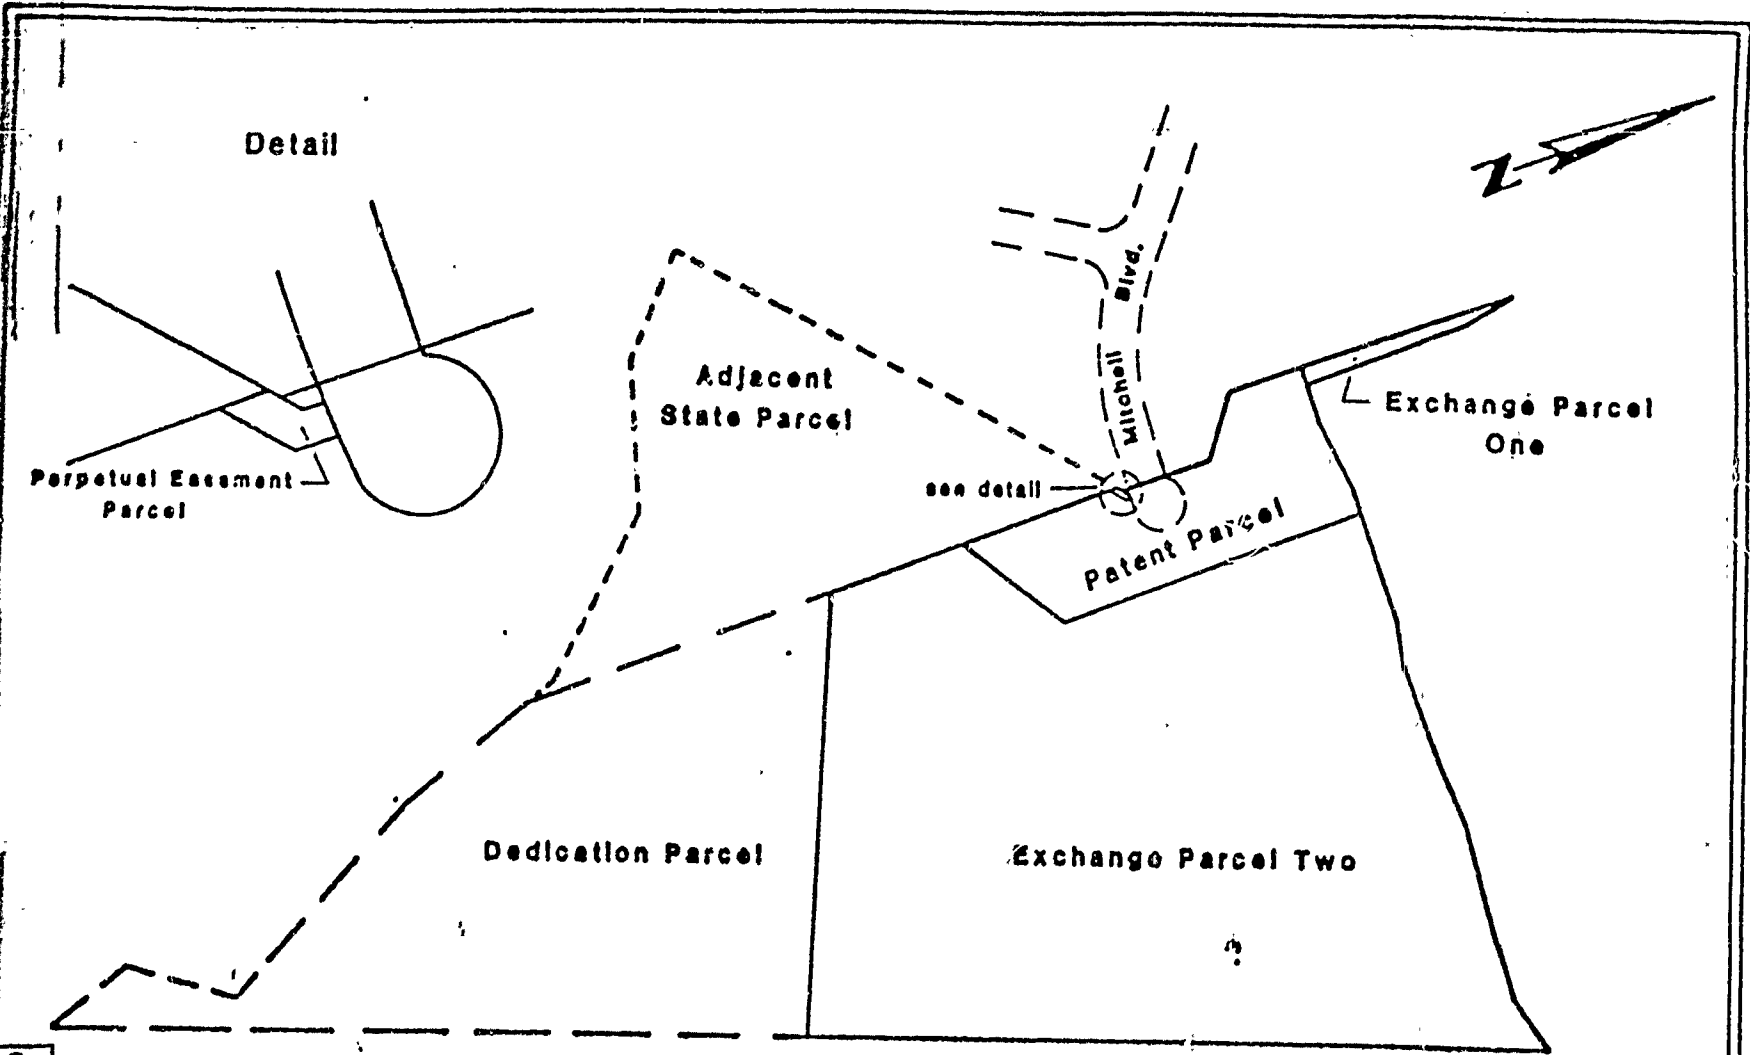 Detail
N
Blvd.
Mitchell
Adjacent
State Parcel
Exchange Parcel
One
Perpetual Easement
Parcel
see detail
Patent Parcel
Dedication Parcel
Exchange Parcel Two